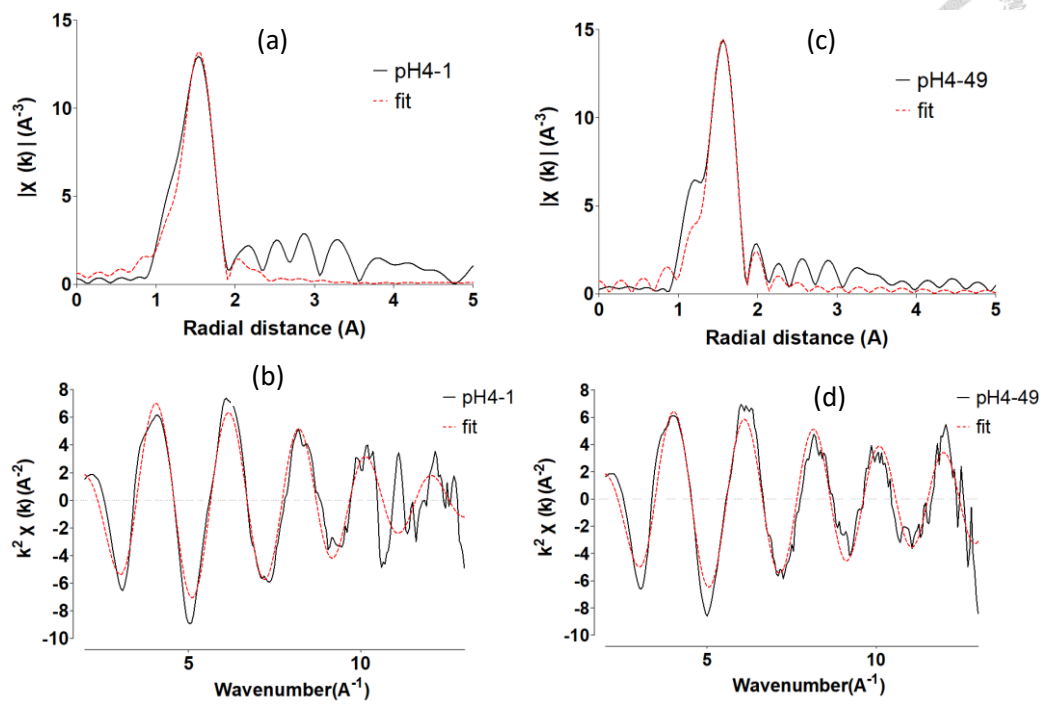 (a)
15
10
5
0
|χ (k) | (A⁻³)
pH4-1
fit
0 1 2 3 4 5
Radial distance (A)
(c)
15
10
5
0
|χ (k) | (A⁻³)
pH4-49
fit
0 1 2 3 4 5
Radial distance (A)
(b)
8
6
4
2
0
-2
-4
-6
-8
-10
k² χ (k) (A⁻²)
pH4-1
fit
5 10
Wavenumber(A⁻¹)
(d)
8
6
4
2
0
-2
-4
-6
-8
-10
k² χ (k) (A⁻²)
pH4-49
fit
5 10
Wavenumber(A⁻¹)